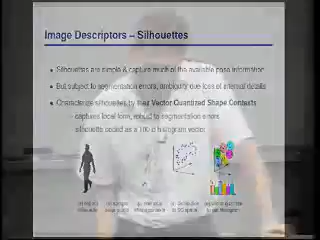 Image Descriptors – Silhouettes
Silhouettes are simple & capture much of the available pose information
But subject to segmentation errors, ambiguity due loss of internal details
Characterize silhouettes by their Vector Quantized Shape Contexts
– captures local form, robust to segmentation errors
silhouette coded as a 100 d histogram vector